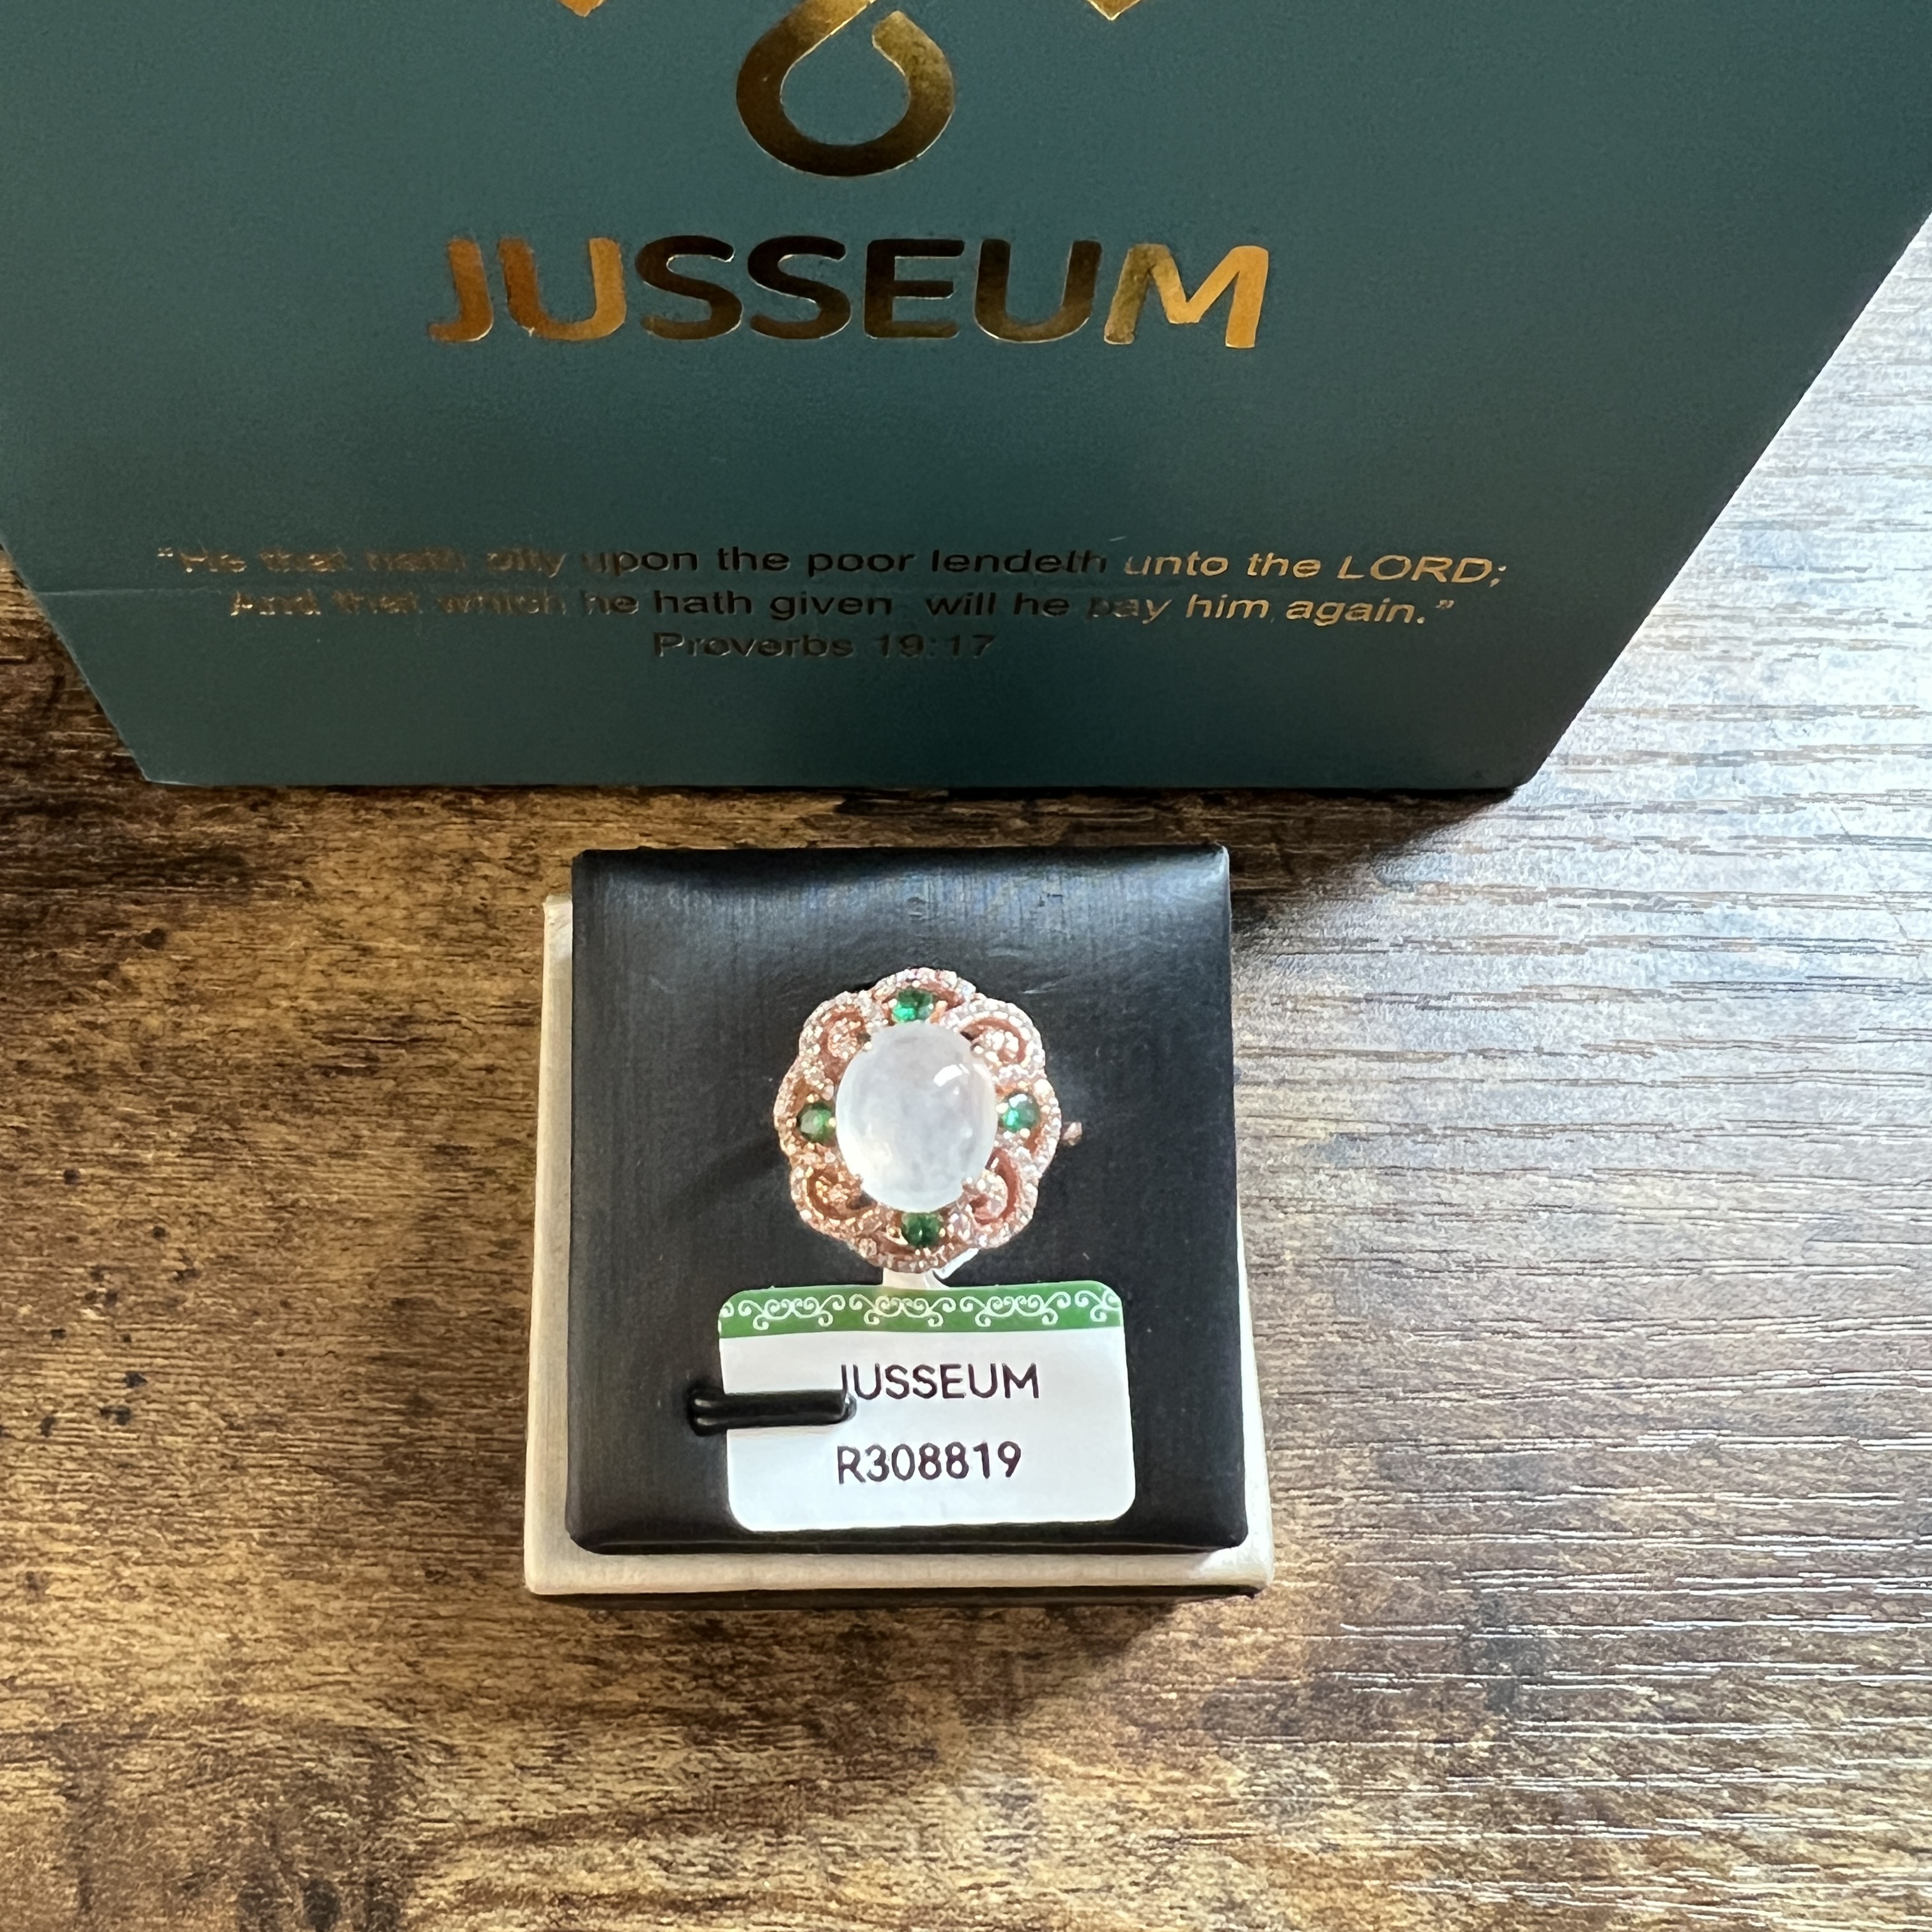 JUSSEUM
"He that hath pity upon the poor lendeth unto the LORD;
And that which he hath given will he pay him again."
Proverbs 19:17
JUSSEUM
R308819